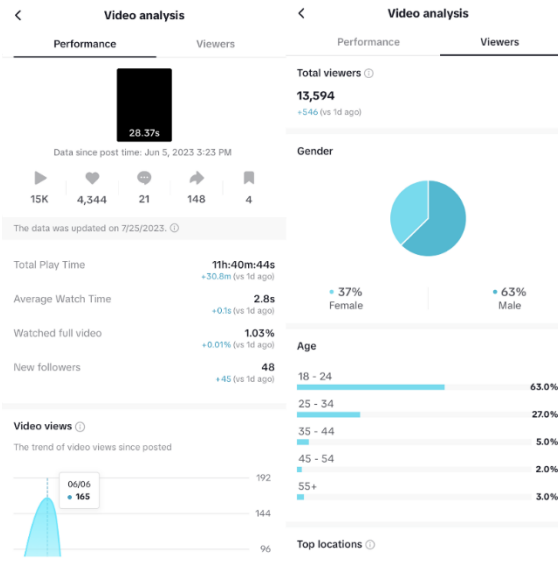 Video analysis
Performance
Viewers
28.37s
Data since post time: Jun 5, 2023 3:23 PM
15K
4,344
21
148
4
The data was updated on 7/25/2023.
Total Play Time
11h:40m:44s
+30.8m (vs 1d ago)
Average Watch Time
2.8s
+0.1s (vs 1d ago)
Watched full video
1.03%
+0.01% (vs 1d ago)
New followers
48
+45 (vs 1d ago)
Video views
The trend of video views since posted
06/06
165
192
144
96
Video analysis
Performance
Viewers
Total viewers
13,594
+546 (vs 1d ago)
Gender
37%
Female
63%
Male
Age
18 - 24
63.0%
25 - 34
27.0%
35 - 44
5.0%
45 - 54
2.0%
55+
3.0%
Top locations